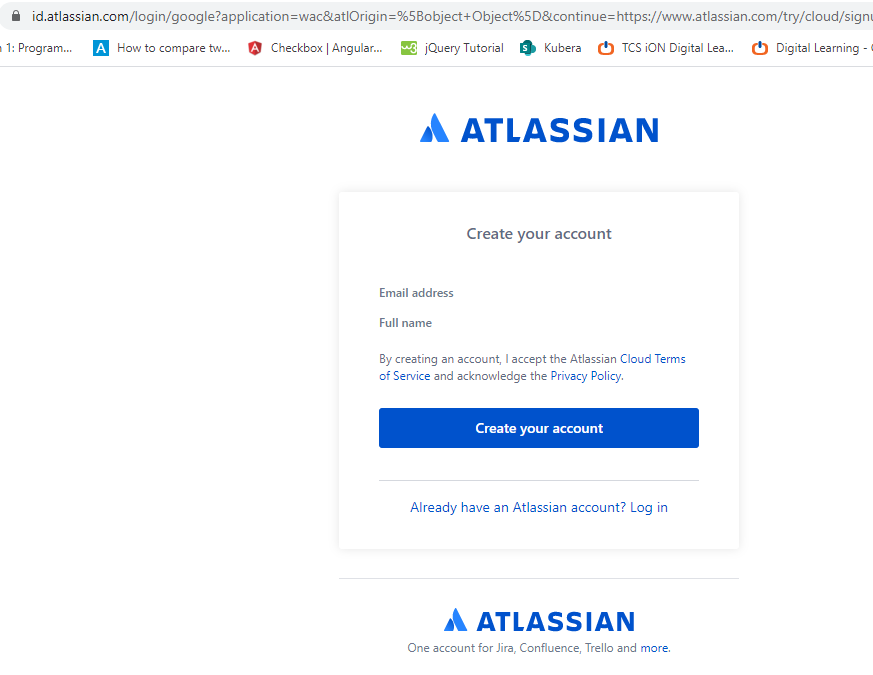 id.atlassian.com/login/google?application=wac&atlOrigin=%5Bobject+Object%5D&continue=https://www.atlassian.com/try/cloud/signu
n 1: Program... How to compare tw... Checkbox | Angular... jQuery Tutorial Kubera TCS iON Digital Lea... Digital Learning -
ATLASSIAN
Create your account
Email address
Full name
By creating an account, I accept the Atlassian Cloud Terms
of Service and acknowledge the Privacy Policy.
Create your account
Already have an Atlassian account? Log in
ATLASSIAN
One account for Jira, Confluence, Trello and more.